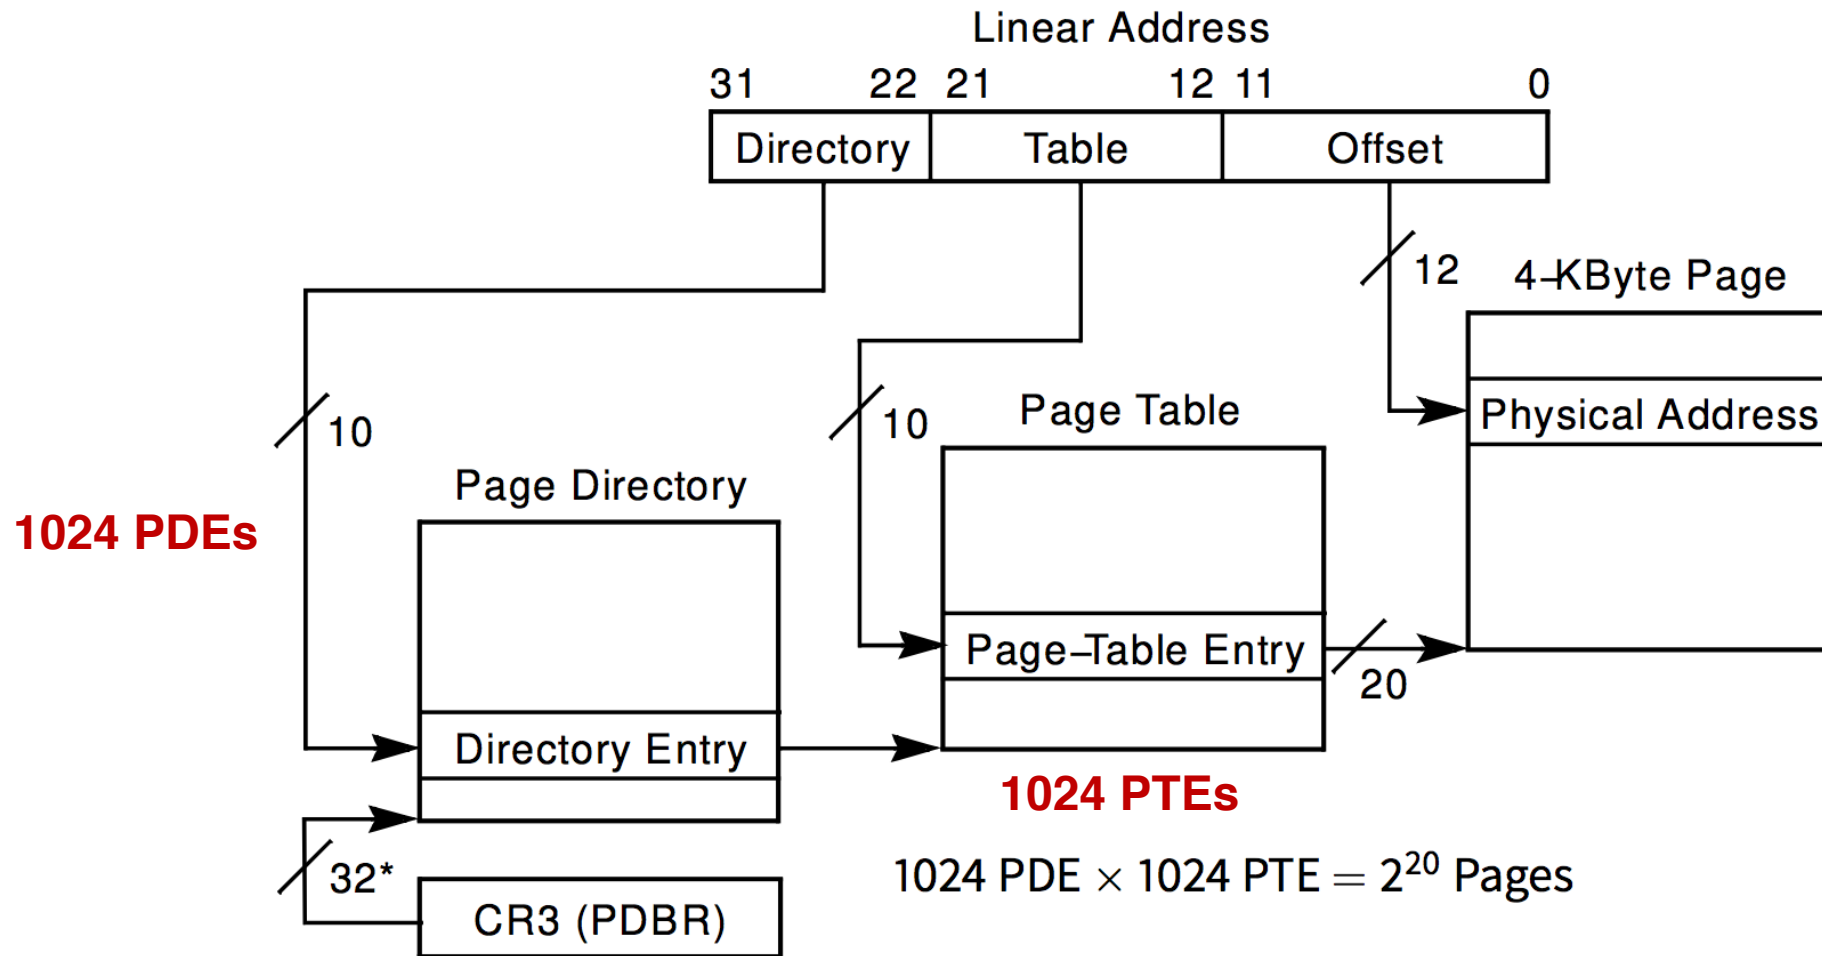 Linear Address
31 22 21 12 11 0
Directory Table Offset
12
4–KByte Page
Physical Address
10
10
Page Table
Page Directory
1024 PDEs
Page–Table Entry
20
Directory Entry
1024 PTEs
32*
1024 PDE × 1024 PTE = 2²⁰ Pages
CR3 (PDBR)